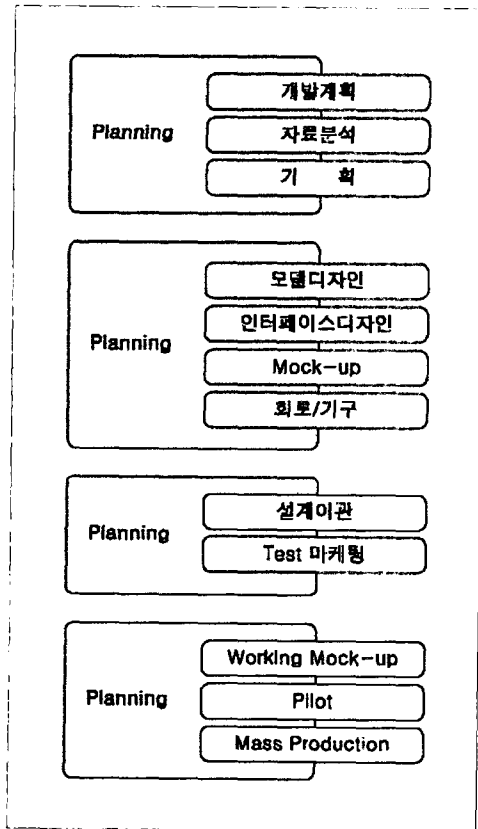 개발계획
Planning
자료분석
기 획
모델디자인
인터페이스디자인
Planning
Mock-up
회로/기구
설계이관
Planning
Test 마케팅
Working Mock-up
Planning
Pilot
Mass Production